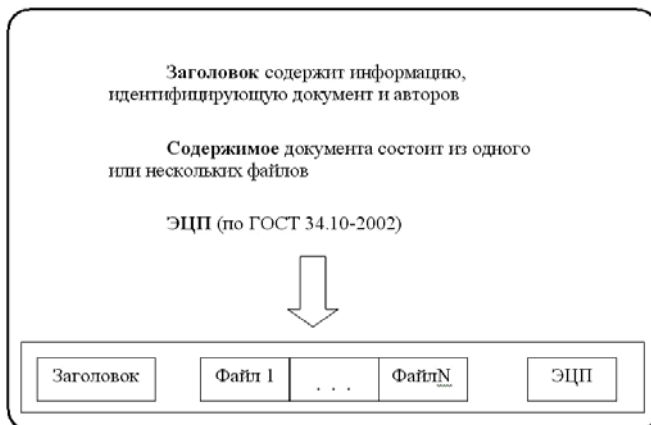 Заголовок содержит информацию,
идентифицирующую документ и авторов
Содержимое документа состоит из одного
или нескольких файлов
ЭЦП (по ГОСТ 34.10-2002)
Заголовок Файл 1 . . . ФайлN ЭЦП